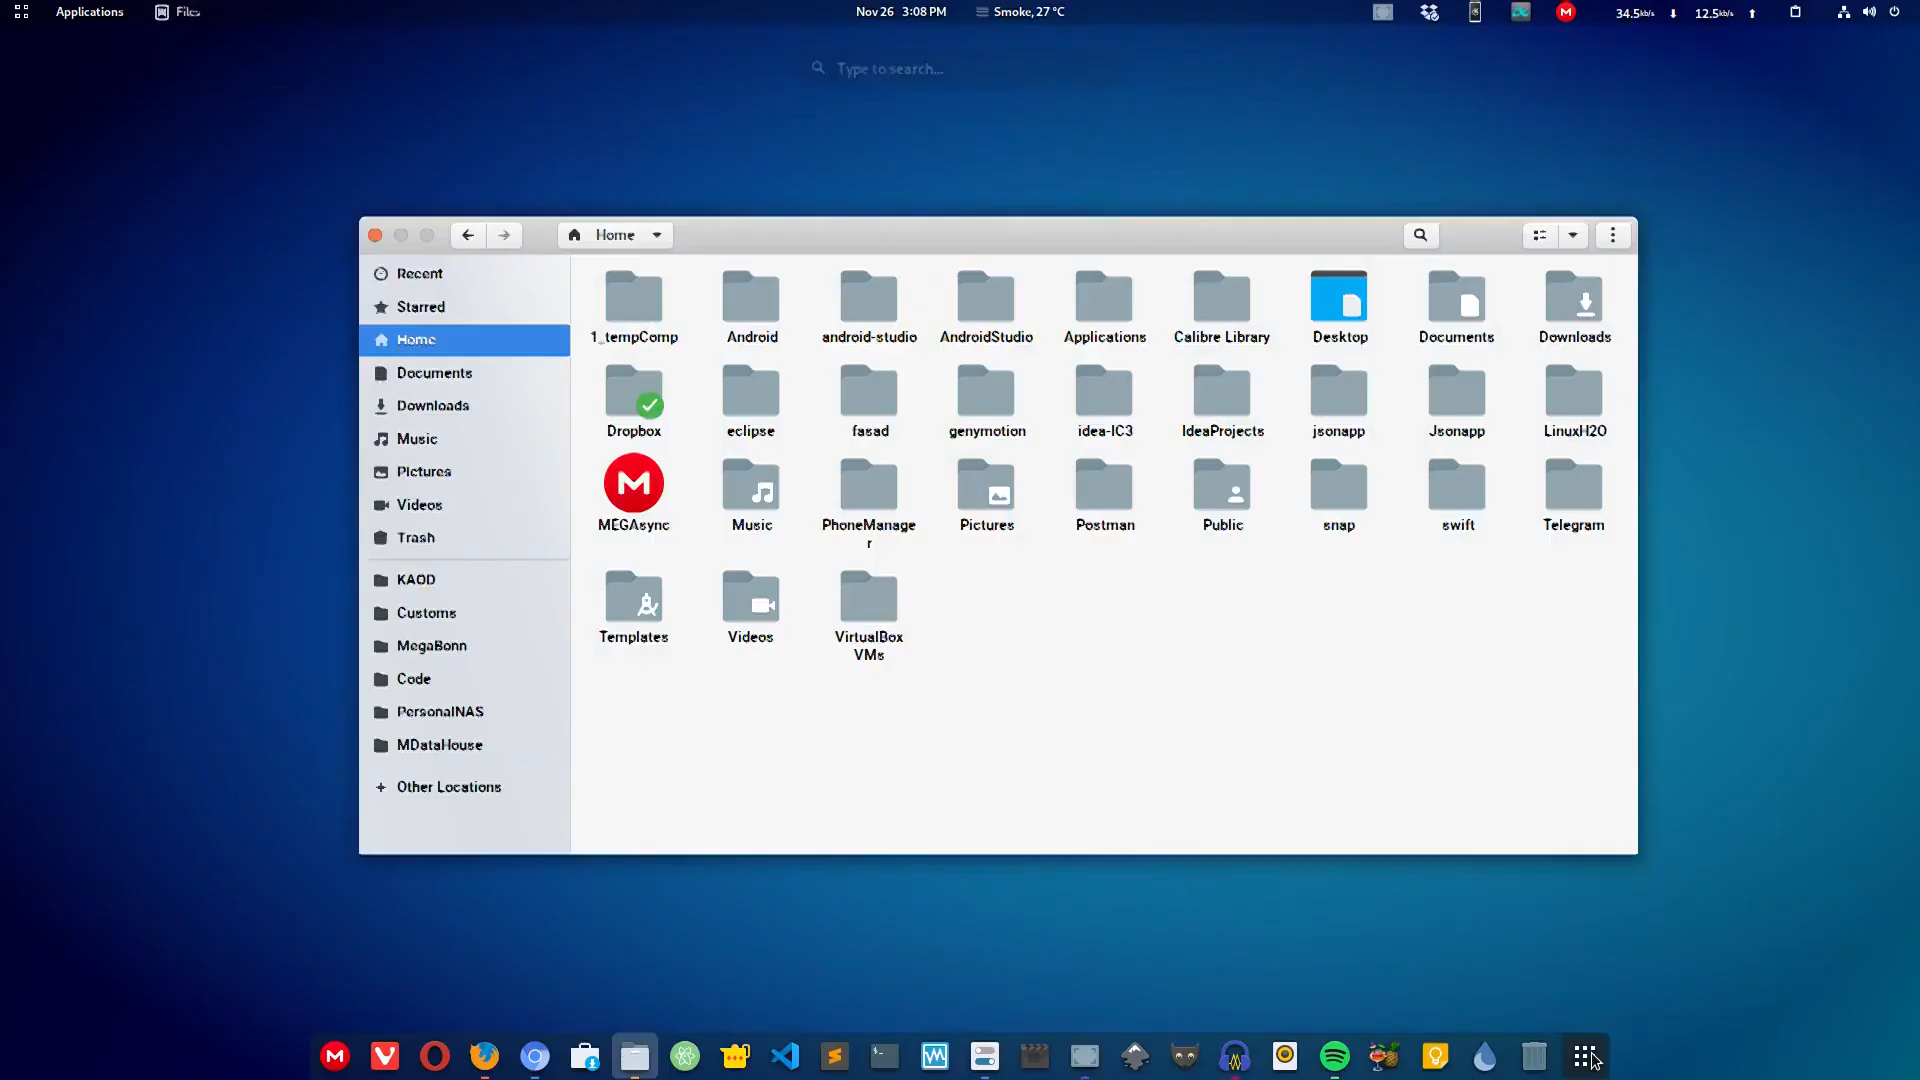 Applications
Files
Nov 26 3:08 PM
Smoke, 27 °C
34.5kb/s
12.5kb/s
Type to search...
Home
Recent
Starred
Home
Documents
Downloads
Music
Pictures
Videos
Trash
KAOD
Customs
MegaBonn
Code
PersonalNAS
MDataHouse
Other Locations
1_tempComp
Android
android-studio
AndroidStudio
Applications
Calibre Library
Desktop
Documents
Downloads
Dropbox
eclipse
fasad
genymotion
idea-IC3
IdeaProjects
jsonapp
Jsonapp
LinuxH2O
MEGAsync
Music
PhoneManage
r
Pictures
Postman
Public
snap
swift
Telegram
Templates
Videos
VirtualBox
VMs